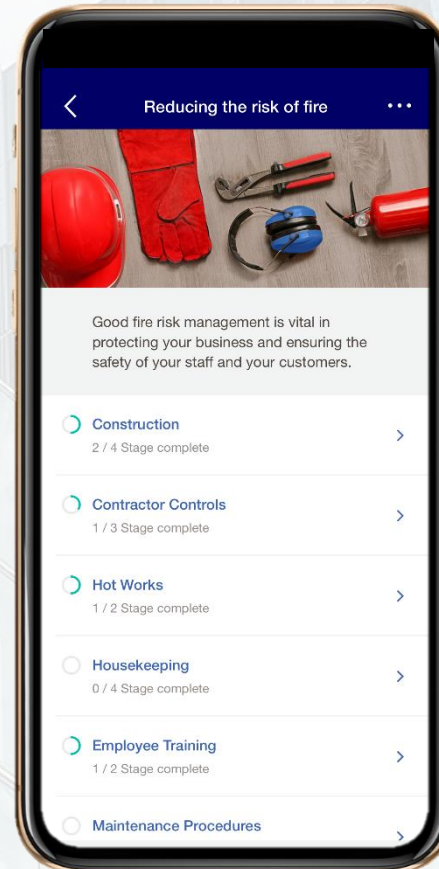 Reducing the risk of fire
Good fire risk management is vital in
protecting your business and ensuring the
safety of your staff and your customers.
Construction
2 / 4 Stage complete
Contractor Controls
1 / 3 Stage complete
Hot Works
1 / 2 Stage complete
Housekeeping
0 / 4 Stage complete
Employee Training
1 / 2 Stage complete
Maintenance Procedures